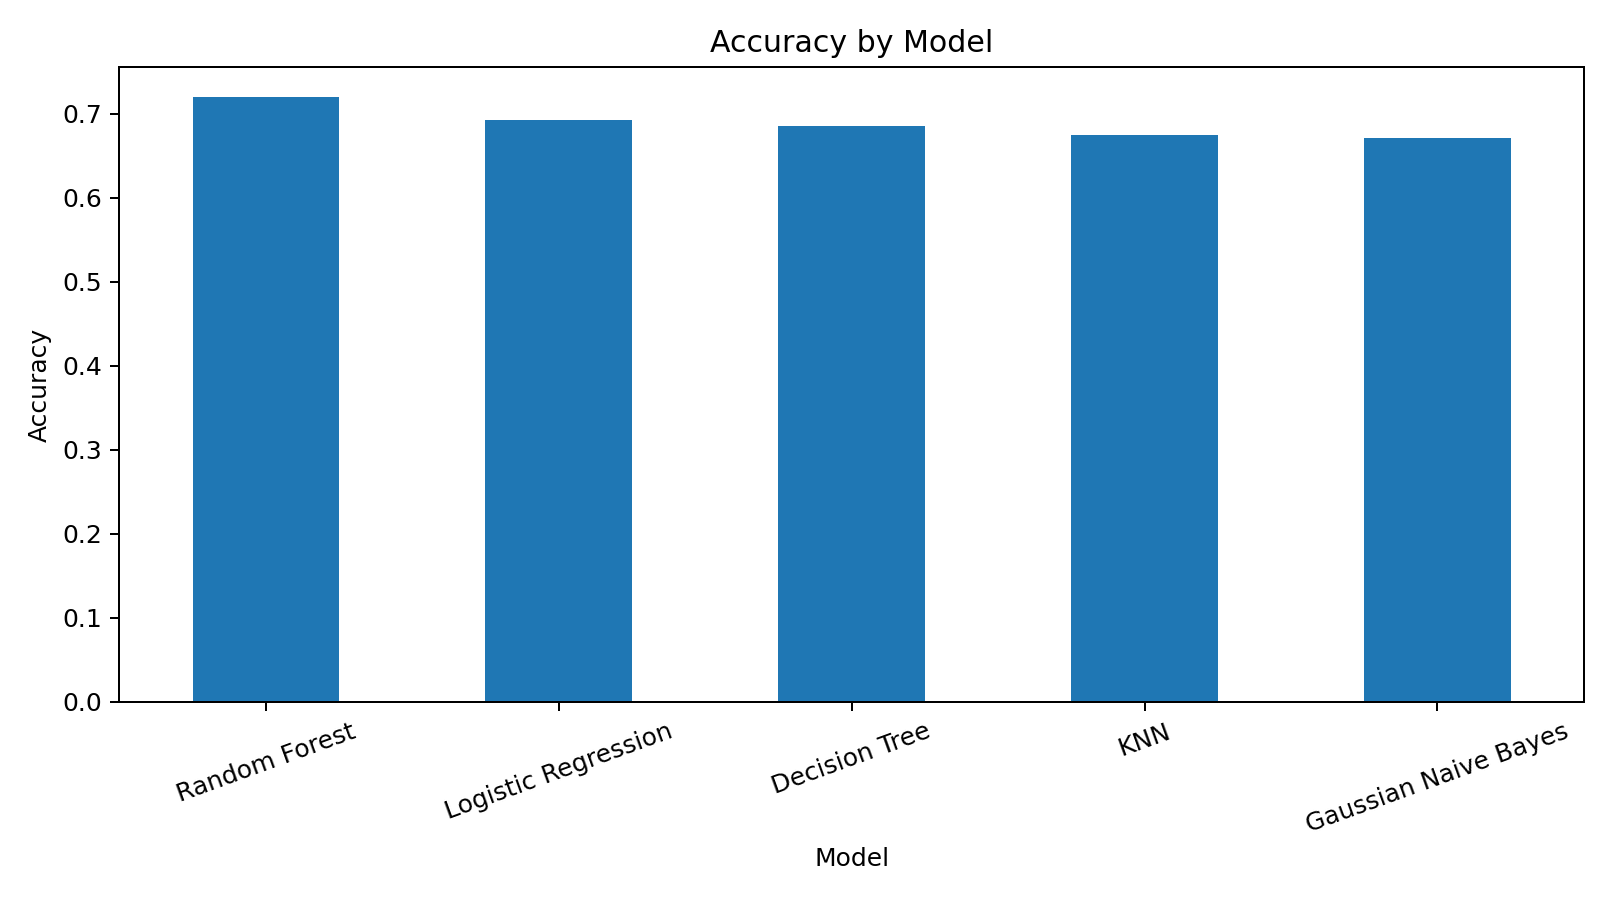 Accuracy by Model
Accuracy
0.7
0.6
0.5
0.4
0.3
0.2
0.1
0.0
Random Forest
Logistic Regression
Decision Tree
KNN
Gaussian Naive Bayes
Model